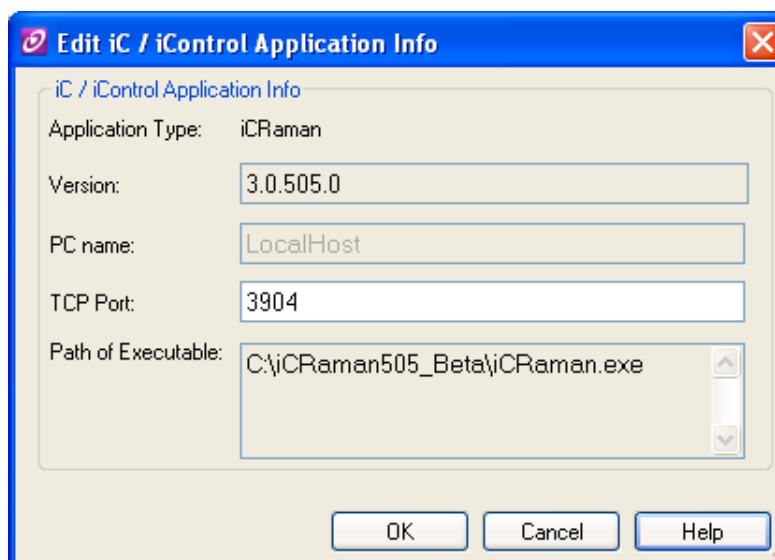 Edit iC / iControl Application Info
iC / iControl Application Info
Application Type: iCRaman
Version: 3.0.505.0
PC name: LocalHost
TCP Port: 3904
Path of Executable: C:\iCRaman505_Beta\iCRaman.exe
OK Cancel Help